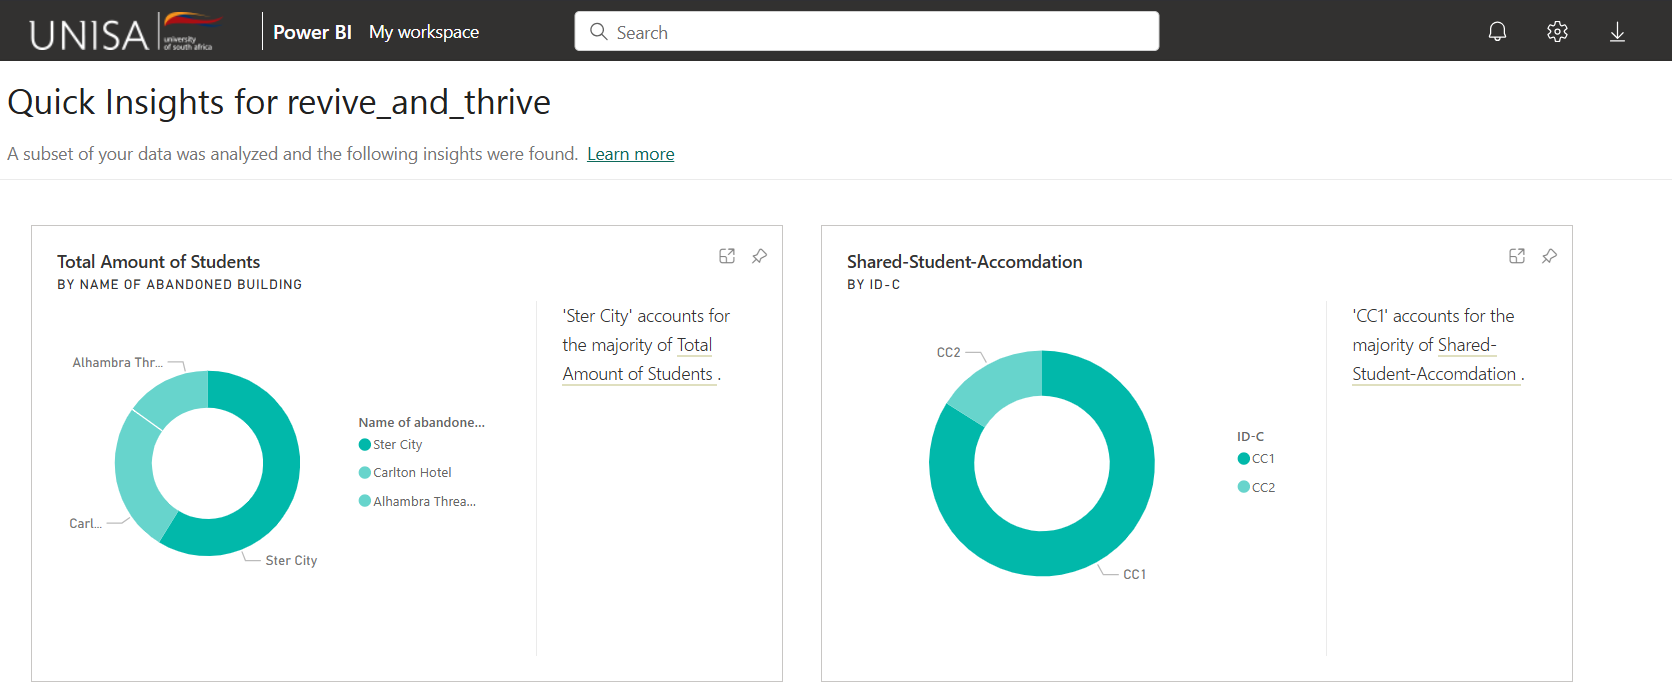 UNISA
university
of south africa
Power BI My workspace
Search
Quick Insights for revive_and_thrive
A subset of your data was analyzed and the following insights were found. Learn more
Total Amount of Students
BY NAME OF ABANDONED BUILDING
Alhambra Thr...
Carl...
Ster City
Name of abandone...
Ster City
Carlton Hotel
Alhambra Threa...
'Ster City' accounts for
the majority of Total
Amount of Students .
Shared-Student-Accomdation
BY ID-C
CC2
CC1
ID-C
CC1
CC2
'CC1' accounts for the
majority of Shared-
Student-Accomdation .